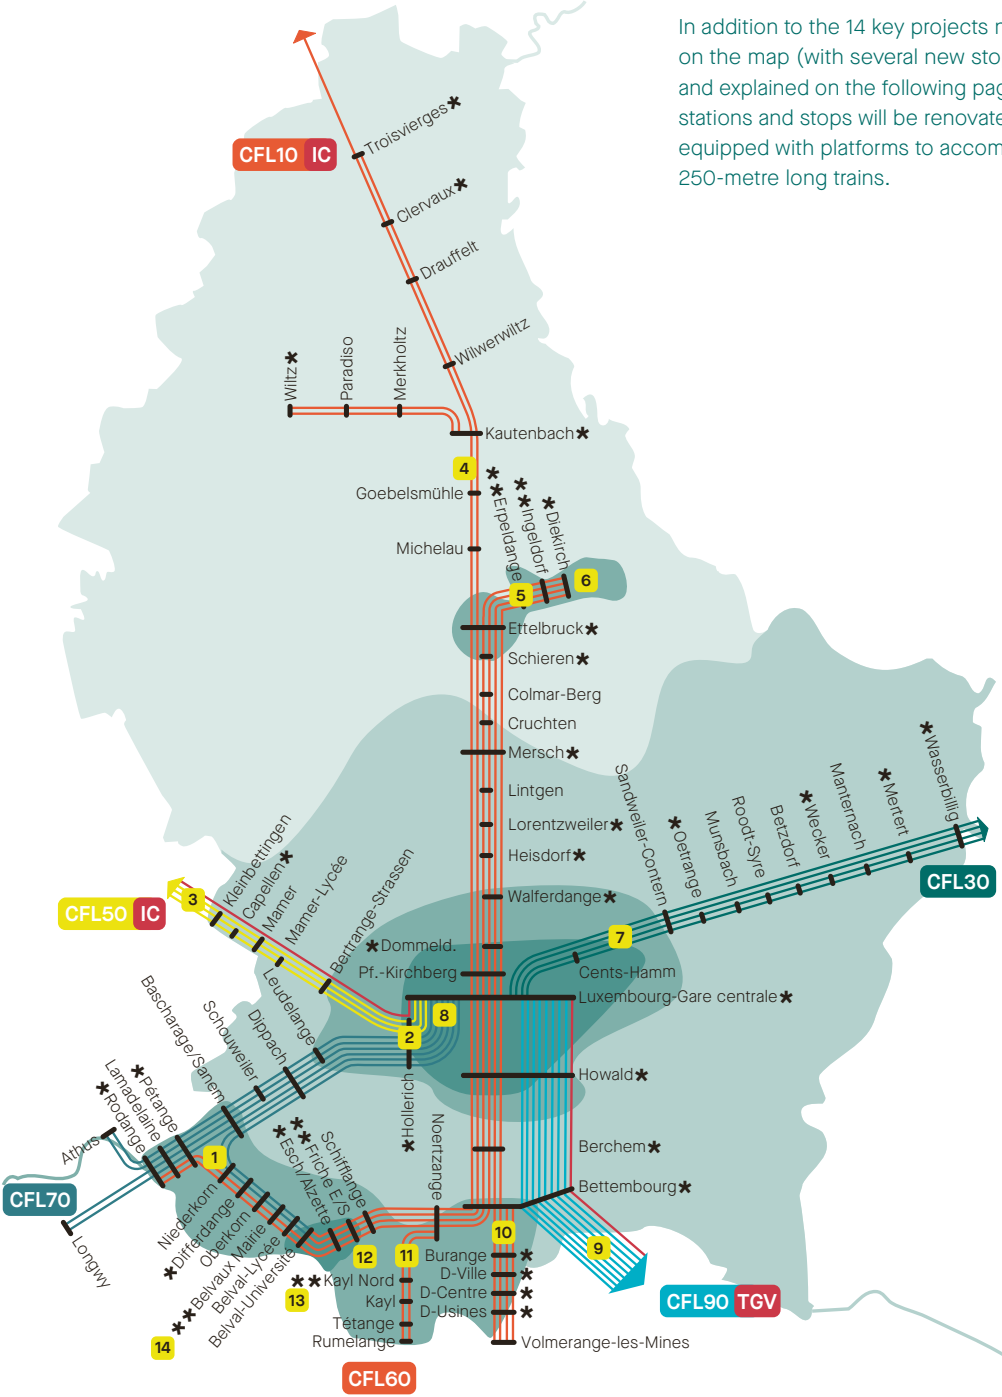 In addition to the 14 key projects
on the map (with several new
and explained on the following
stations and stops will be
equipped with platforms to
250-metre long trains.
CFL10 IC
Troisvierges*
Clervaux*
Drauffelt
Wilwerwiltz
Wiltz*
Paradiso
Merkholtz
Kautenbach*
4
Goebelsmühle
Michelau
**Erpeldange
**Ingeldorf
*Diekirch
5
6
Ettelbruck*
Schieren*
Colmar-Berg
Cruchten
Mersch*
Lintgen
Lorentzweiler*
Heisdorf*
Walferdange*
*Dommeld.
Pf.-Kirchberg
Sandweiler-Contern
*Oetrange
Munsbach
Roodt-Syre
Betzdorf
*Wecker
Manternach
*Mertert
*Wasserbillig
CFL30
7
Cents-Hamm
Luxembourg-Gare centrale*
CFL50 IC
3
Kleinbettingen
Capellen*
Mamer
Mamer-Lycée
Bertrange-Strassen
8
2
*Hollerich
Leudelange
Dippach
Schouweiler
Bascharage/Sanem
*Pétange
Lamadelaine
*Rodange
Athus
CFL70
Longwy
1
Niederkorn
*Differdange
Oberkorn
**Belvaux Mairie
Belval-Lycée
Belval-Université
14
*Esch/Alzette
**Friche E/S
Schifflange
Noertzange
12
11
13
**Kayl Nord
Kayl
Tétange
Rumelange
CFL60
Howald*
Berchem*
Bettembourg*
10
9
Burange *
D-Ville *
D-Centre *
D-Usines *
Volmerange-les-Mines
CFL90 TGV